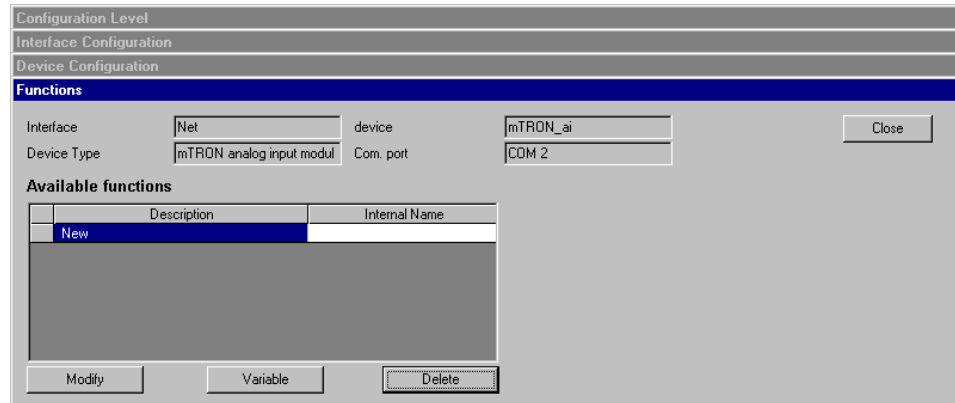 Configuration Level
Interface Configuration
Device Configuration
Functions
Interface Net device mTRON_ai Close
Device Type mTRON analog input modul Com. port COM 2
Available functions
Description Internal Name
New
Modify Variable Delete